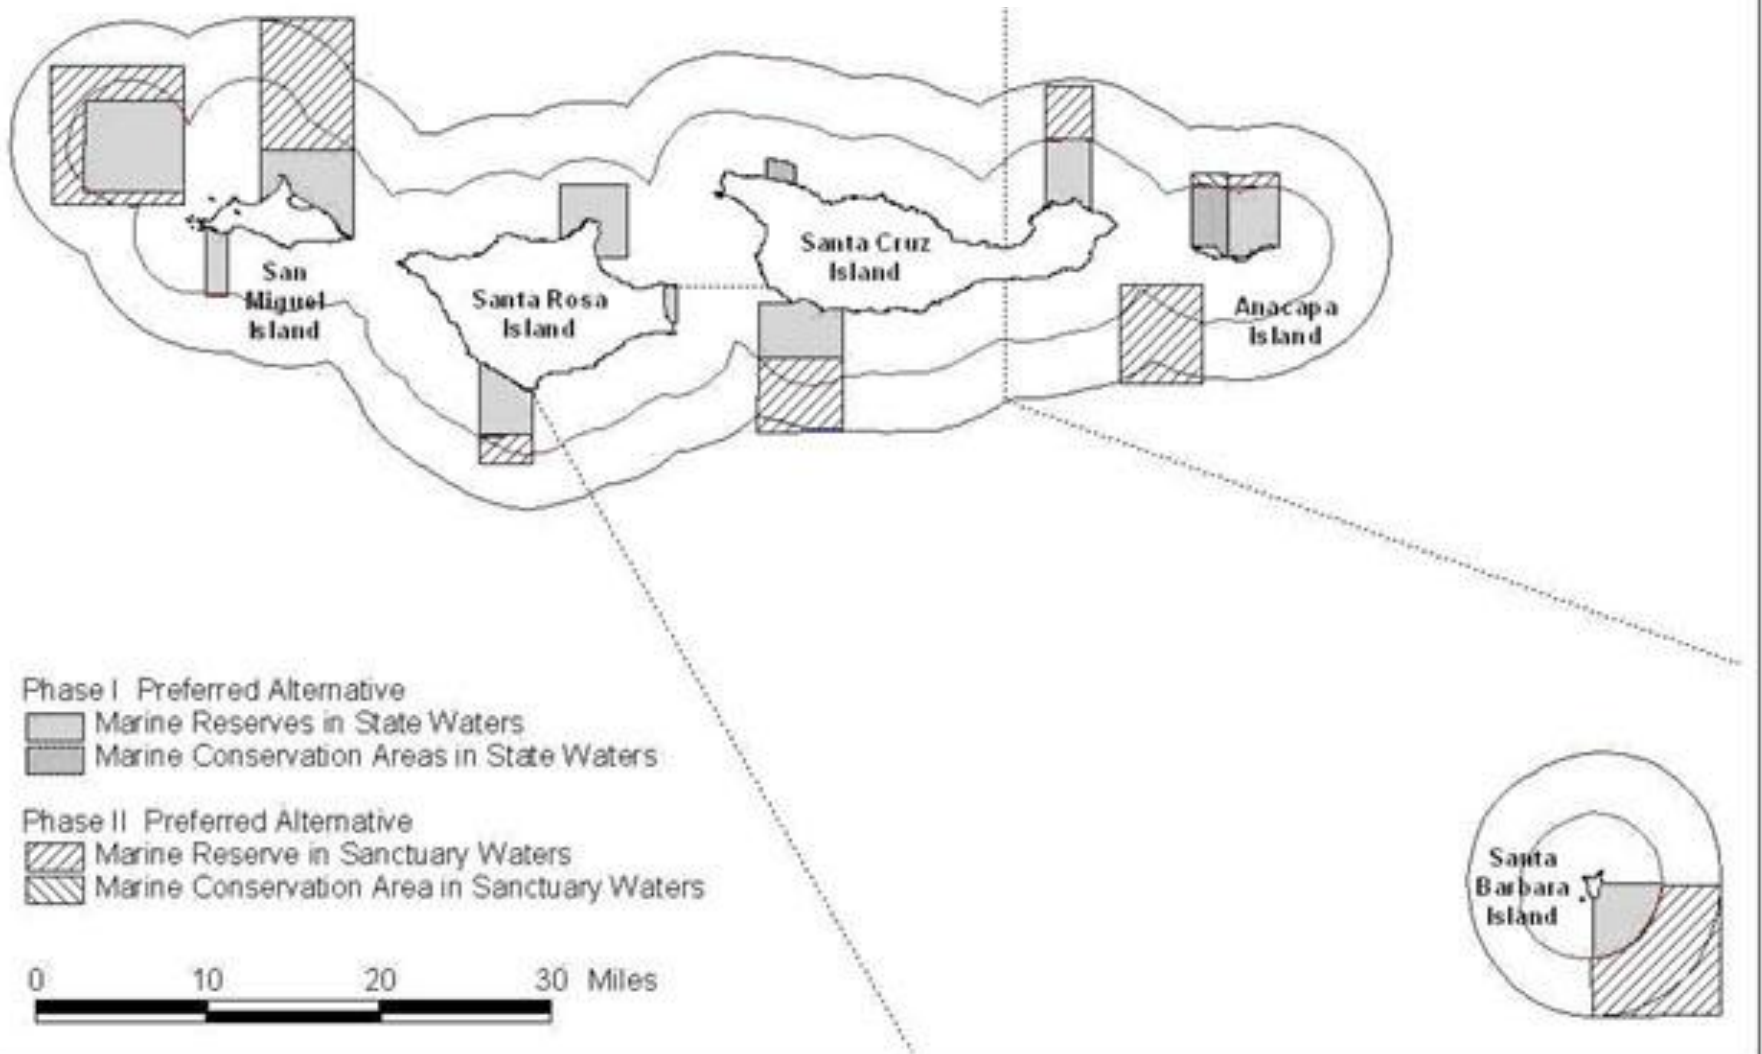 San
Miguel
Island
Santa Rosa
Island
Santa Cruz
Island
Anacapa
Island
Phase I Preferred Alternative
Marine Reserves in State Waters
Marine Conservation Areas in State Waters
Phase II Preferred Alternative
Marine Reserve in Sanctuary Waters
Marine Conservation Area in Sanctuary Waters
Santa
Barbara
Island
0 10 20 30 Miles